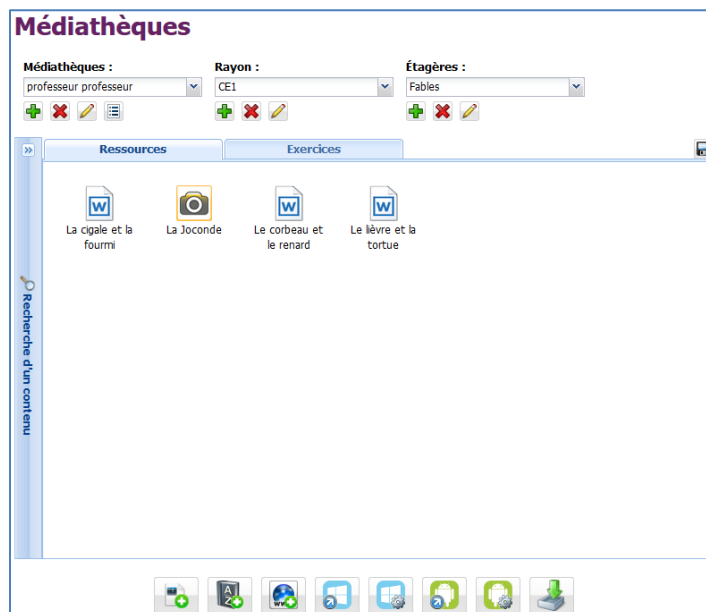 Médiathèques
Médiathèques :
Rayon :
Étagères :
professeur professeur
CE1
Fables
Ressources
Exercices
La cigale et la
fourmi
La Joconde
Le corbeau et
le renard
Le lièvre et la
tortue
Recherche d'un contenu